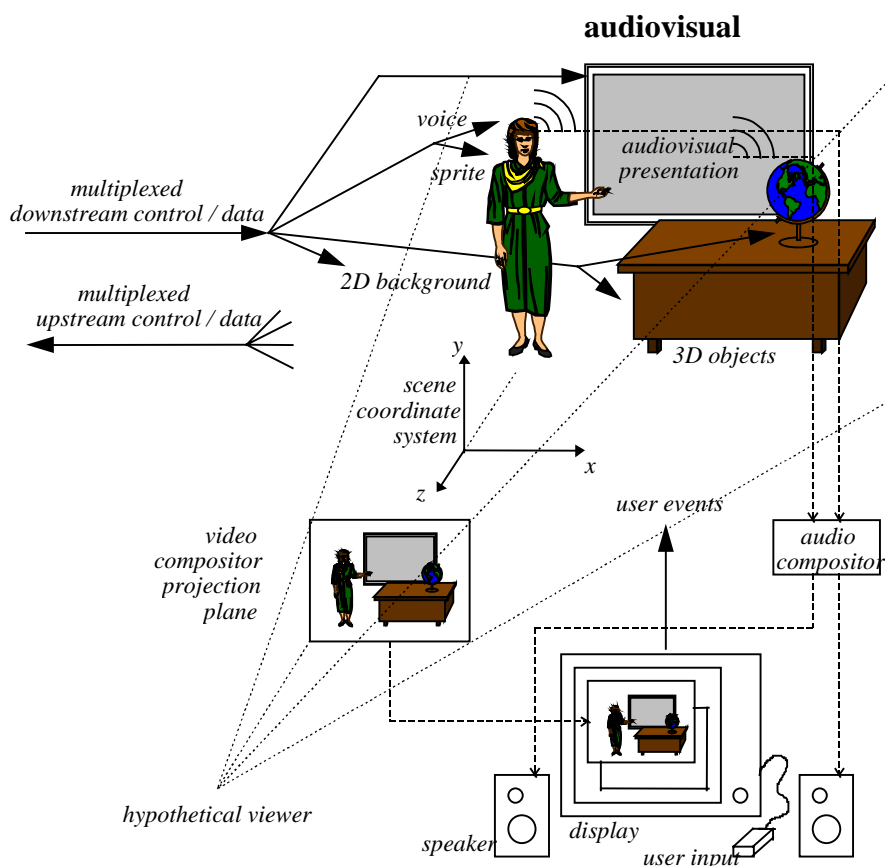 audiovisual
voice
sprite
audiovisual
presentation
multiplexed
downstream control / data
2D background
multiplexed
upstream control / data
3D objects
y
scene
coordinate
system
x
z
user events
video
compositor
projection
plane
audio
compositor
hypothetical viewer
speaker
display
user input